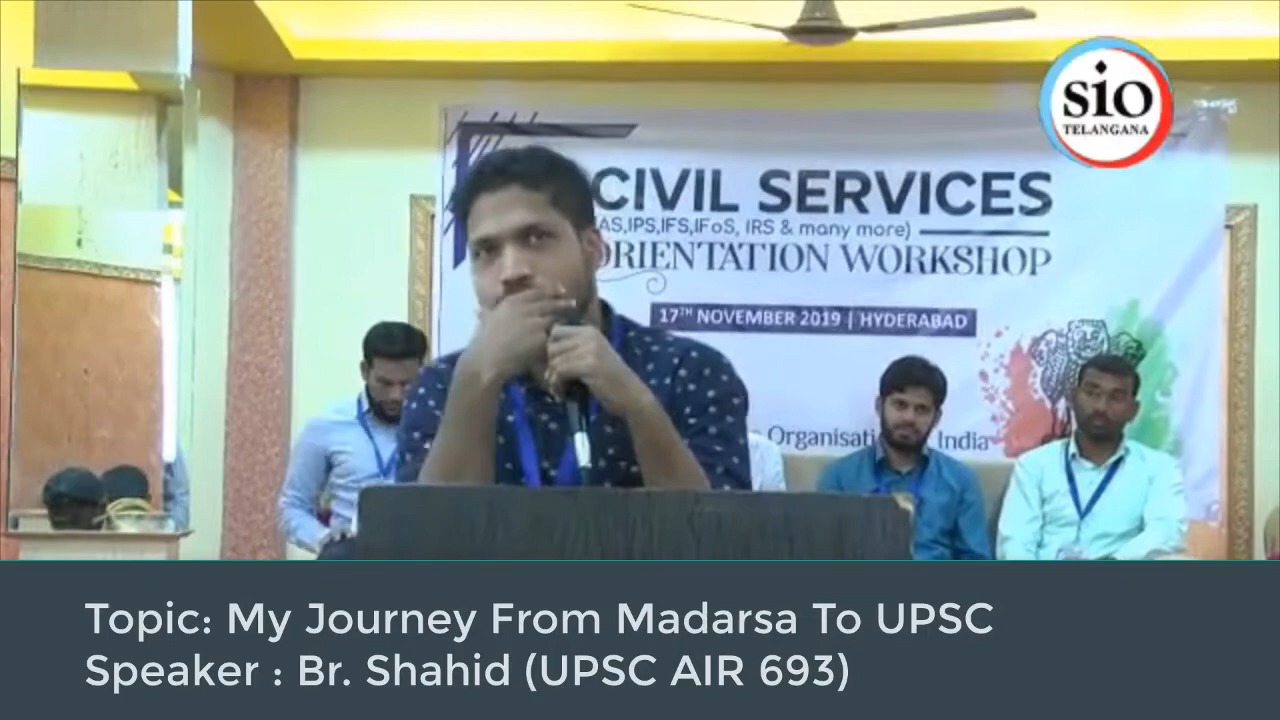 SIO
TELANGANA
CIVIL SERVICES
AS,IPS,IFS,IFoS, IRS & many more)
ORIENTATION WORKSHOP
17TH NOVEMBER 2019 | HYDERABAD
Organisati India
Topic: My Journey From Madarsa To UPSC
Speaker : Br. Shahid (UPSC AIR 693)